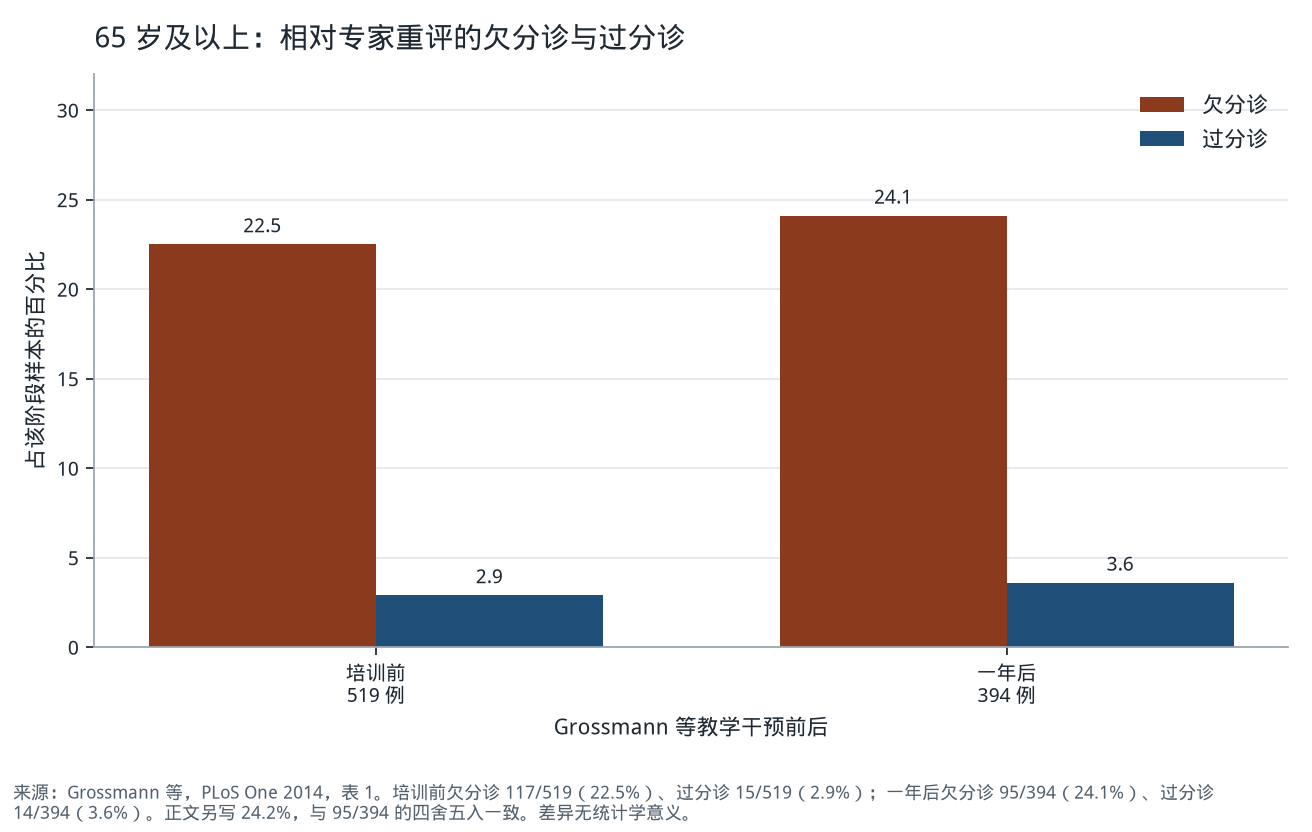 65 岁及以上：相对专家重评的欠分诊与过分诊
欠分诊
过分诊
30
25
20
15
10
5
0
占该阶段样本的百分比
22.5
2.9
24.1
3.6
培训前
519 例
一年后
394 例
Grossmann 等教学干预前后
来源：Grossmann 等，PLoS One 2014，表 1。培训前欠分诊 117/519（22.5%）、过分诊 15/519（2.9%）；一年后欠分诊 95/394（24.1%）、过分诊
14/394（3.6%）。正文另写 24.2%，与 95/394 的四舍五入一致。差异无统计学意义。